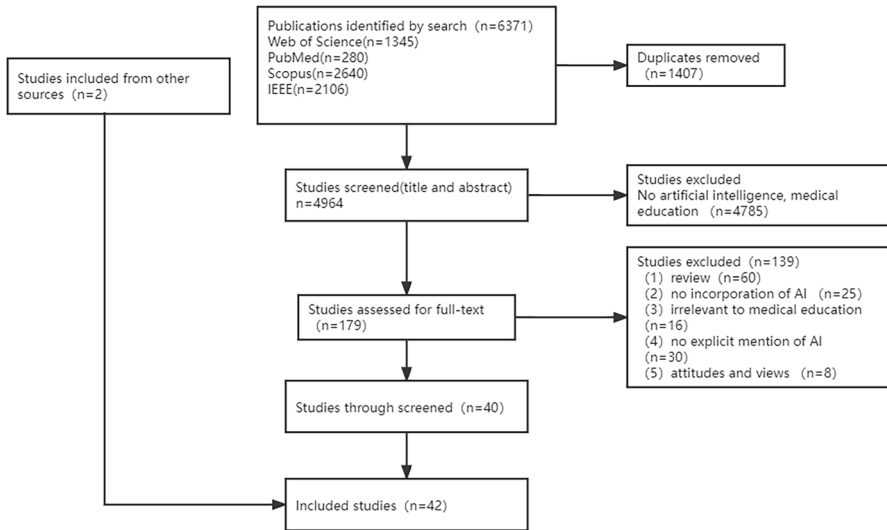 Publications identified by search (n=6371)
Web of Science(n=1345)
PubMed(n=280)
Scopus(n=2640)
IEEE(n=2106)
Duplicates removed
(n=1407)
Studies included from other
sources (n=2)
Studies screened(title and abstract)
n=4964
Studies excluded
No artificial intelligence, medical
education (n=4785)
Studies assessed for full-text
(n=179)
Studies excluded (n=139)
(1) review (n=60)
(2) no incorporation of AI (n=25)
(3) irrelevant to medical education
(n=16)
(4) no explicit mention of AI
(n=30)
(5) attitudes and views (n=8)
Studies through screened (n=40)
Included studies (n=42)